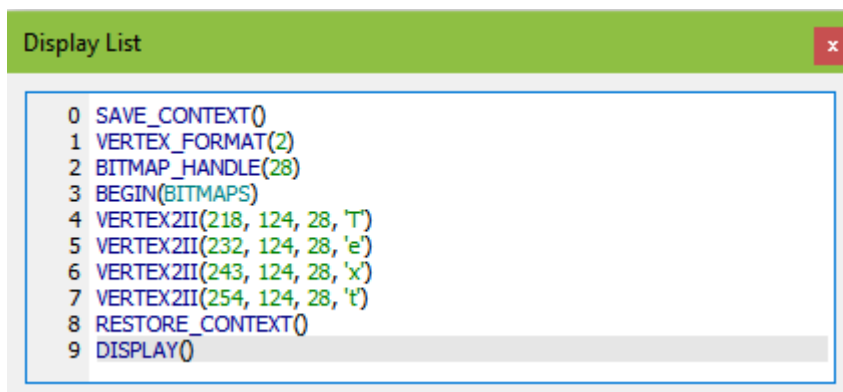 Display List
x
0 SAVE_CONTEXT()
1 VERTEX_FORMAT(2)
2 BITMAP_HANDLE(28)
3 BEGIN(BITMAPS)
4 VERTEX2II(218, 124, 28, 'T')
5 VERTEX2II(232, 124, 28, 'e')
6 VERTEX2II(243, 124, 28, 'x')
7 VERTEX2II(254, 124, 28, 't')
8 RESTORE_CONTEXT()
9 DISPLAY()